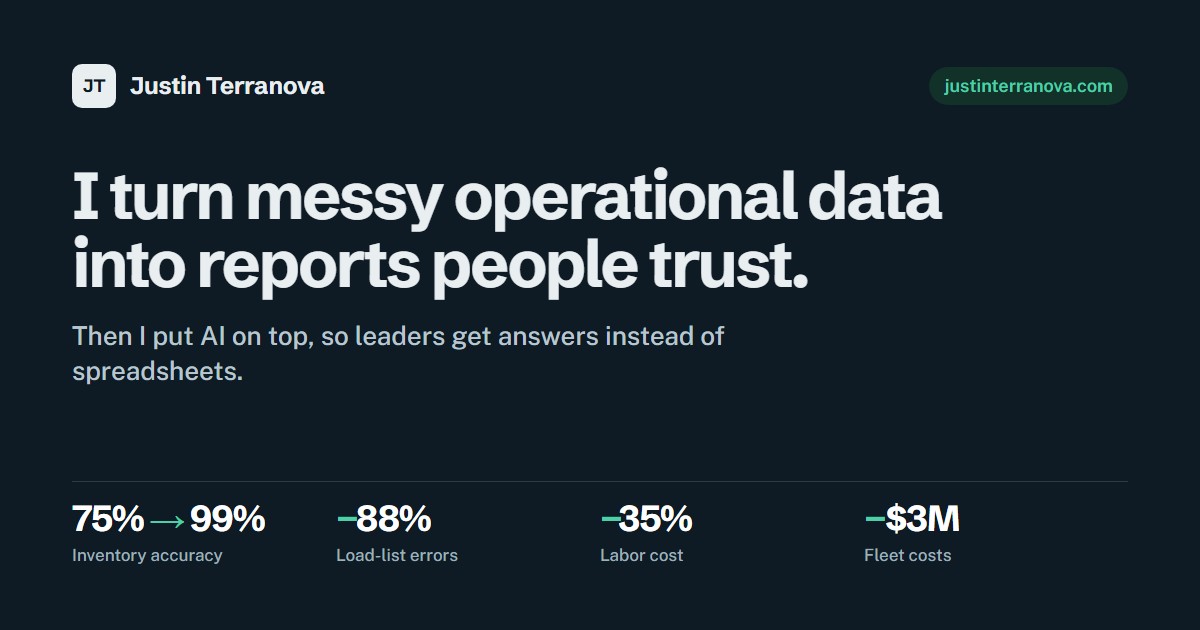 JT
Justin Terranova
justinterranova.com
I turn messy operational data
into reports people trust.
Then I put AI on top, so leaders get answers instead of
spreadsheets.
75% → 99%
Inventory accuracy
–88%
Load-list errors
–35%
Labor cost
–$3M
Fleet costs